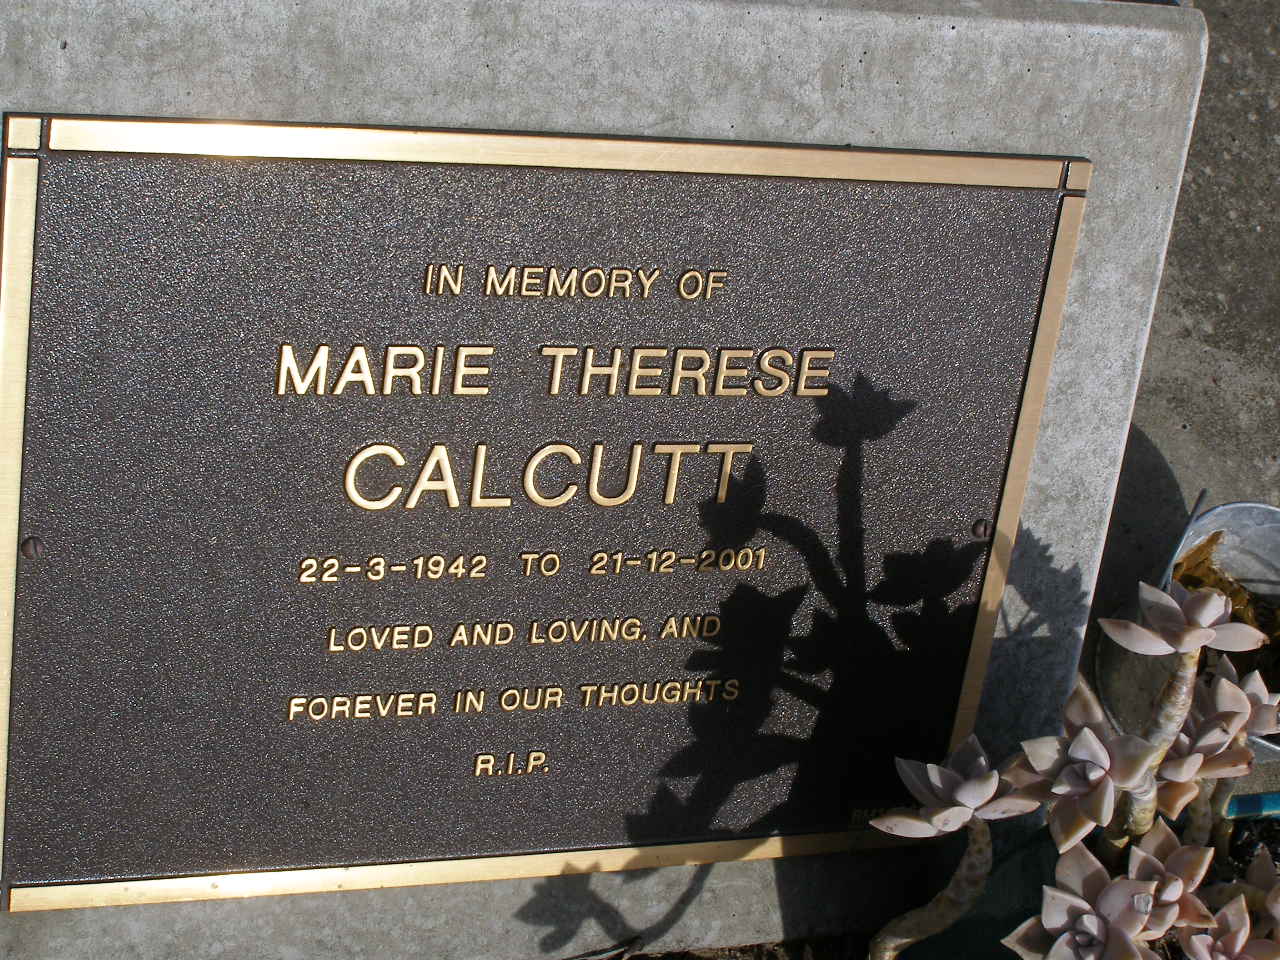 IN MEMORY OF
MARIE THERESE
CALCUTT
22-3-1942 TO 21-12-2001
LOVED AND LOVING, AND
FOREVER IN OUR THOUGHTS
R.I.P.